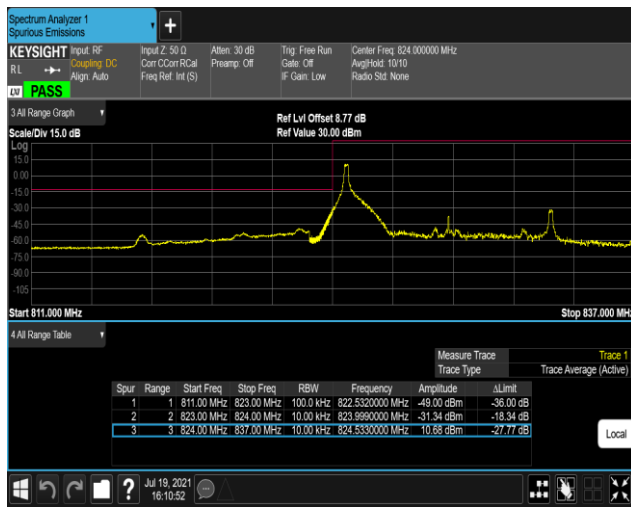 Spectrum Analyzer 1
Spurious Emissions
KEYSIGHT Input: RF Input Z: 50 Ω Atten: 30 dB Trig: Free Run Center Freq: 824.000000 MHz
RL Coupling: DC Corr CCorr RCal Preamp: Off Gate: Off Avg|Hold: 10/10
Align: Auto Freq Ref: Int (S) IF Gain: Low Radio Std: None
LXI PASS
3 All Range Graph
Ref Lvl Offset 8.77 dB
Scale/Div 15.0 dB Ref Value 30.00 dBm
Log
15.0
0.00
-15.0
-30.0
-45.0
-60.0
-75.0
-90.0
-105
Start 811.000 MHz Stop 837.000 MHz
4 All Range Table
Measure Trace Trace 1
Trace Type Trace Average (Active)
Spur Range Start Freq Stop Freq RBW Frequency Amplitude ΔLimit
1 1 811.00 MHz 823.00 MHz 100.0 kHz 822.5320000 MHz -49.00 dBm -36.00 dB
2 2 823.00 MHz 824.00 MHz 10.00 kHz 823.9990000 MHz -31.34 dBm -18.34 dB
3 3 824.00 MHz 837.00 MHz 10.00 kHz 824.5330000 MHz 10.68 dBm -27.77 dB
Local
? Jul 19, 2021
16:10:52